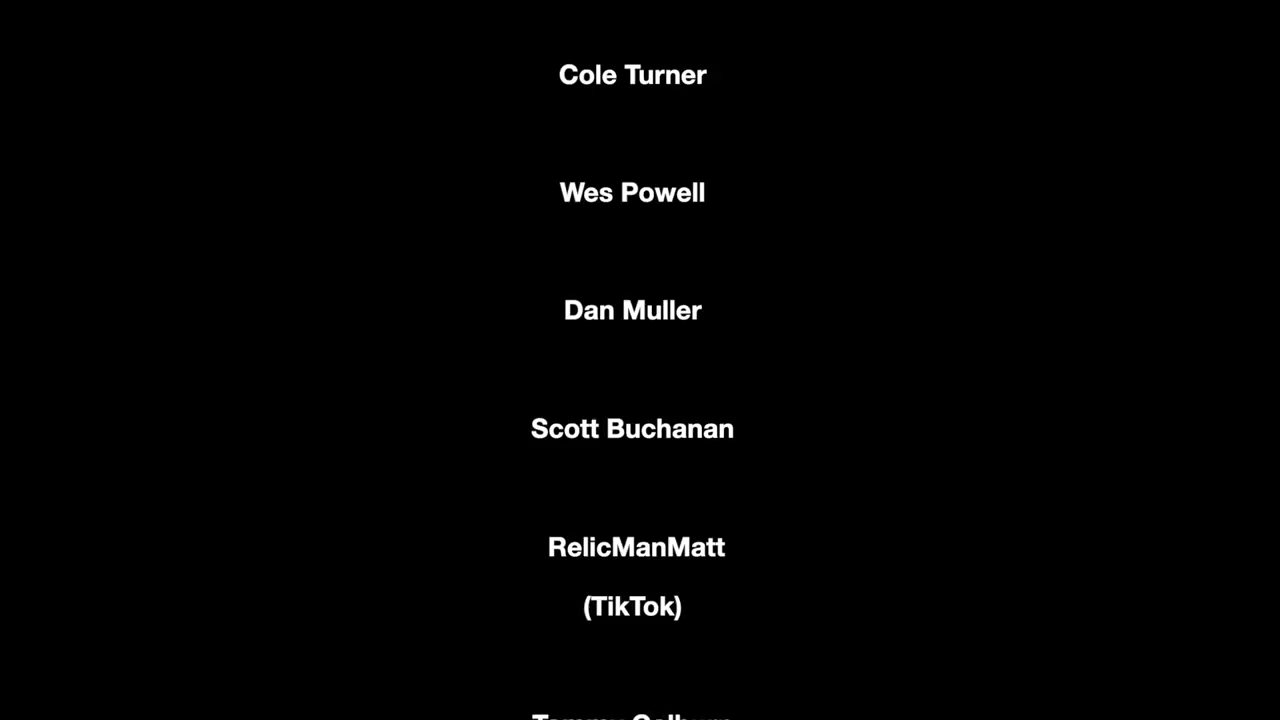 Cole Turner
Wes Powell
Dan Muller
Scott Buchanan
RelicManMatt
(TikTok)